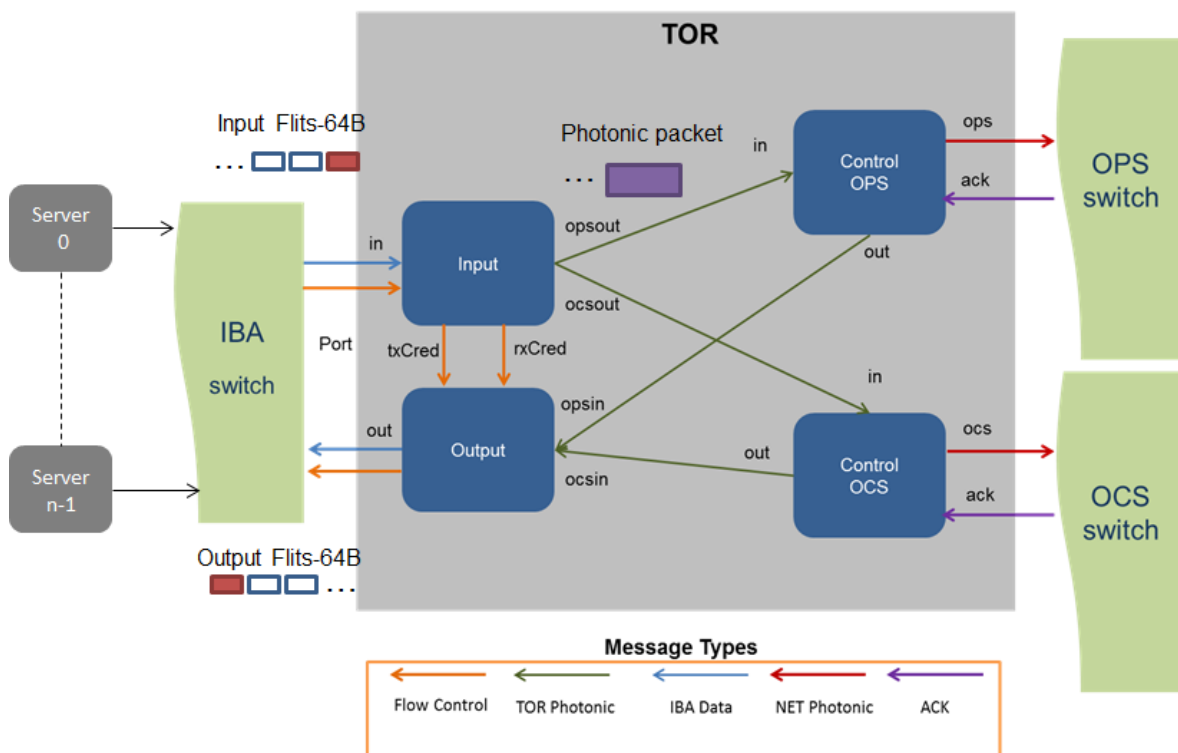 TOR
Input Flits-64B
...
Photonic packet
...
in
Control
OPS
ops
ack
OPS
switch
Server
0
in
Input
opsout
out
ocsout
IBA
switch
Port
txCred
rxCred
in
out
Output
opsin
ocsin
out
Control
OCS
ocs
ack
OCS
switch
Server
n-1
Output Flits-64B
...
Message Types
Flow Control
TOR Photonic
IBA Data
NET Photonic
ACK